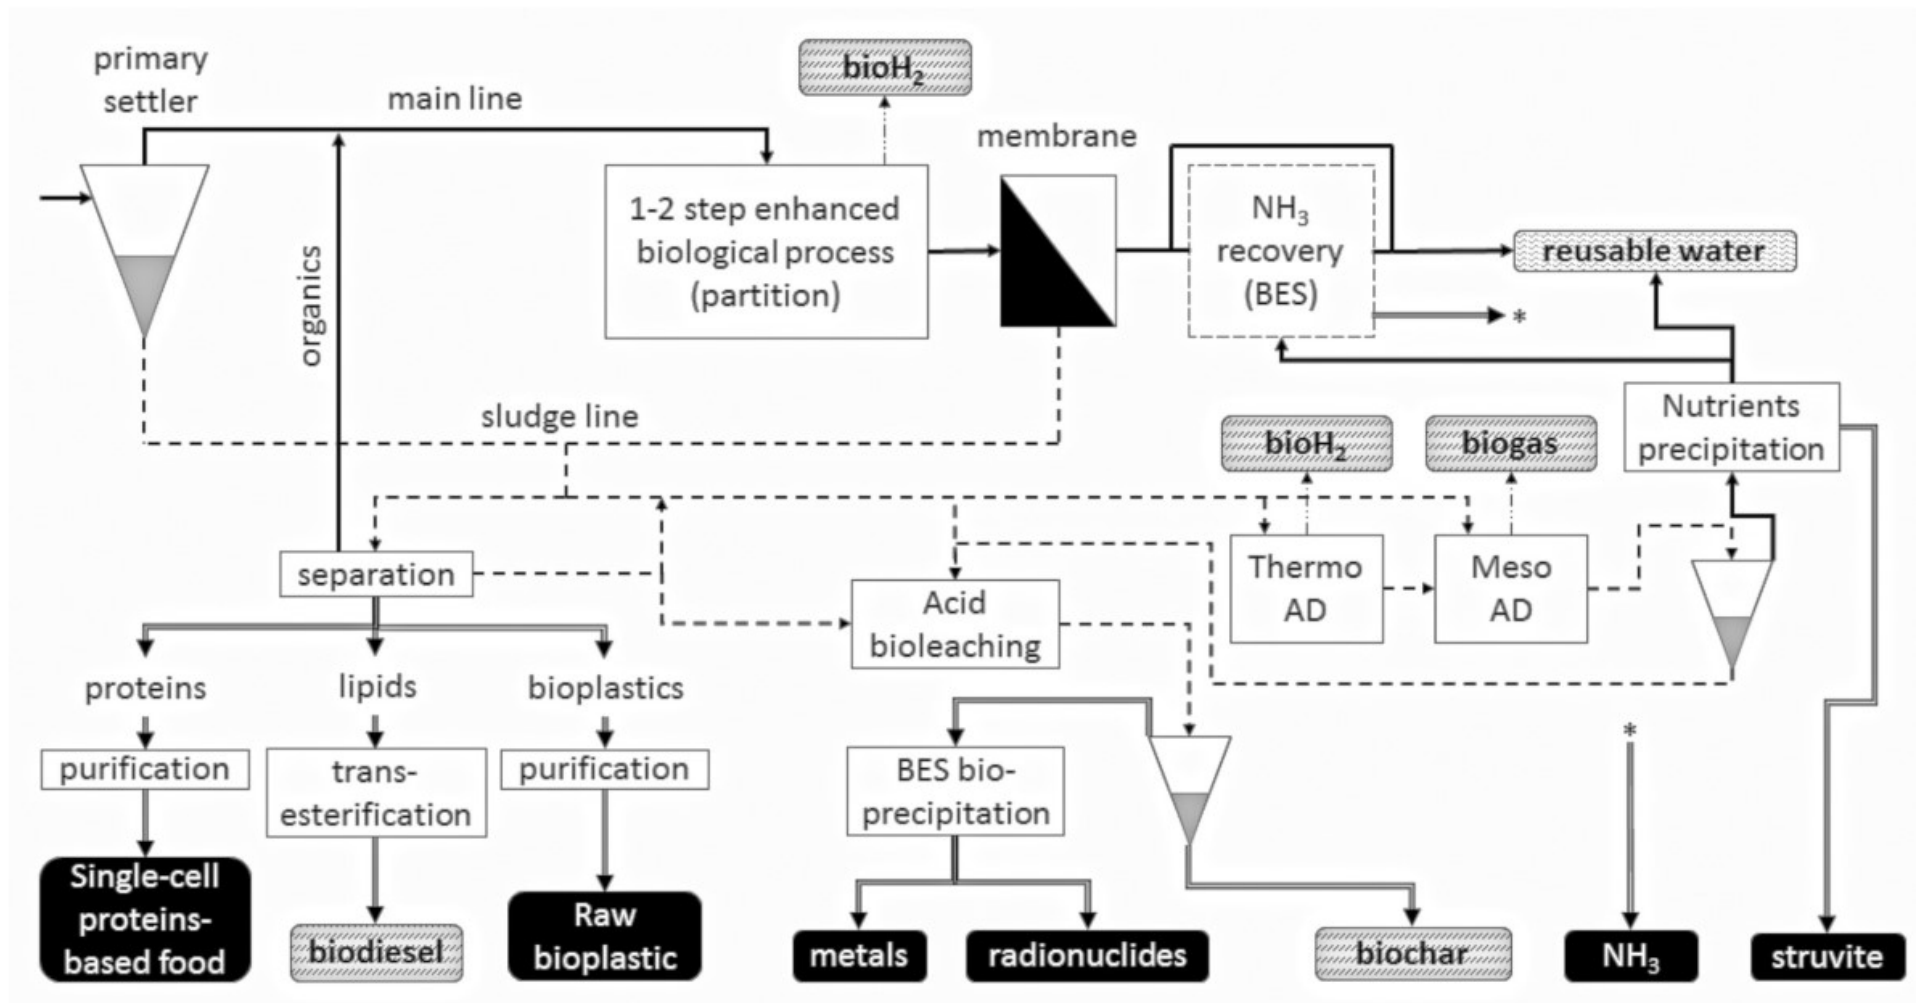 primary
settler
main line
bioH₂
membrane
1-2 step enhanced
biological process
(partition)
NH₃
recovery
(BES)
reusable water
*
organics
sludge line
bioH₂
biogas
Nutrients
precipitation
separation
Acid
bioleaching
Thermo
AD
Meso
AD
proteins
lipids
bioplastics
purification
trans-
esterification
purification
BES bio-
precipitation
*
Single-cell
proteins-
based food
biodiesel
Raw
bioplastic
metals
radionuclides
biochar
NH₃
struvite